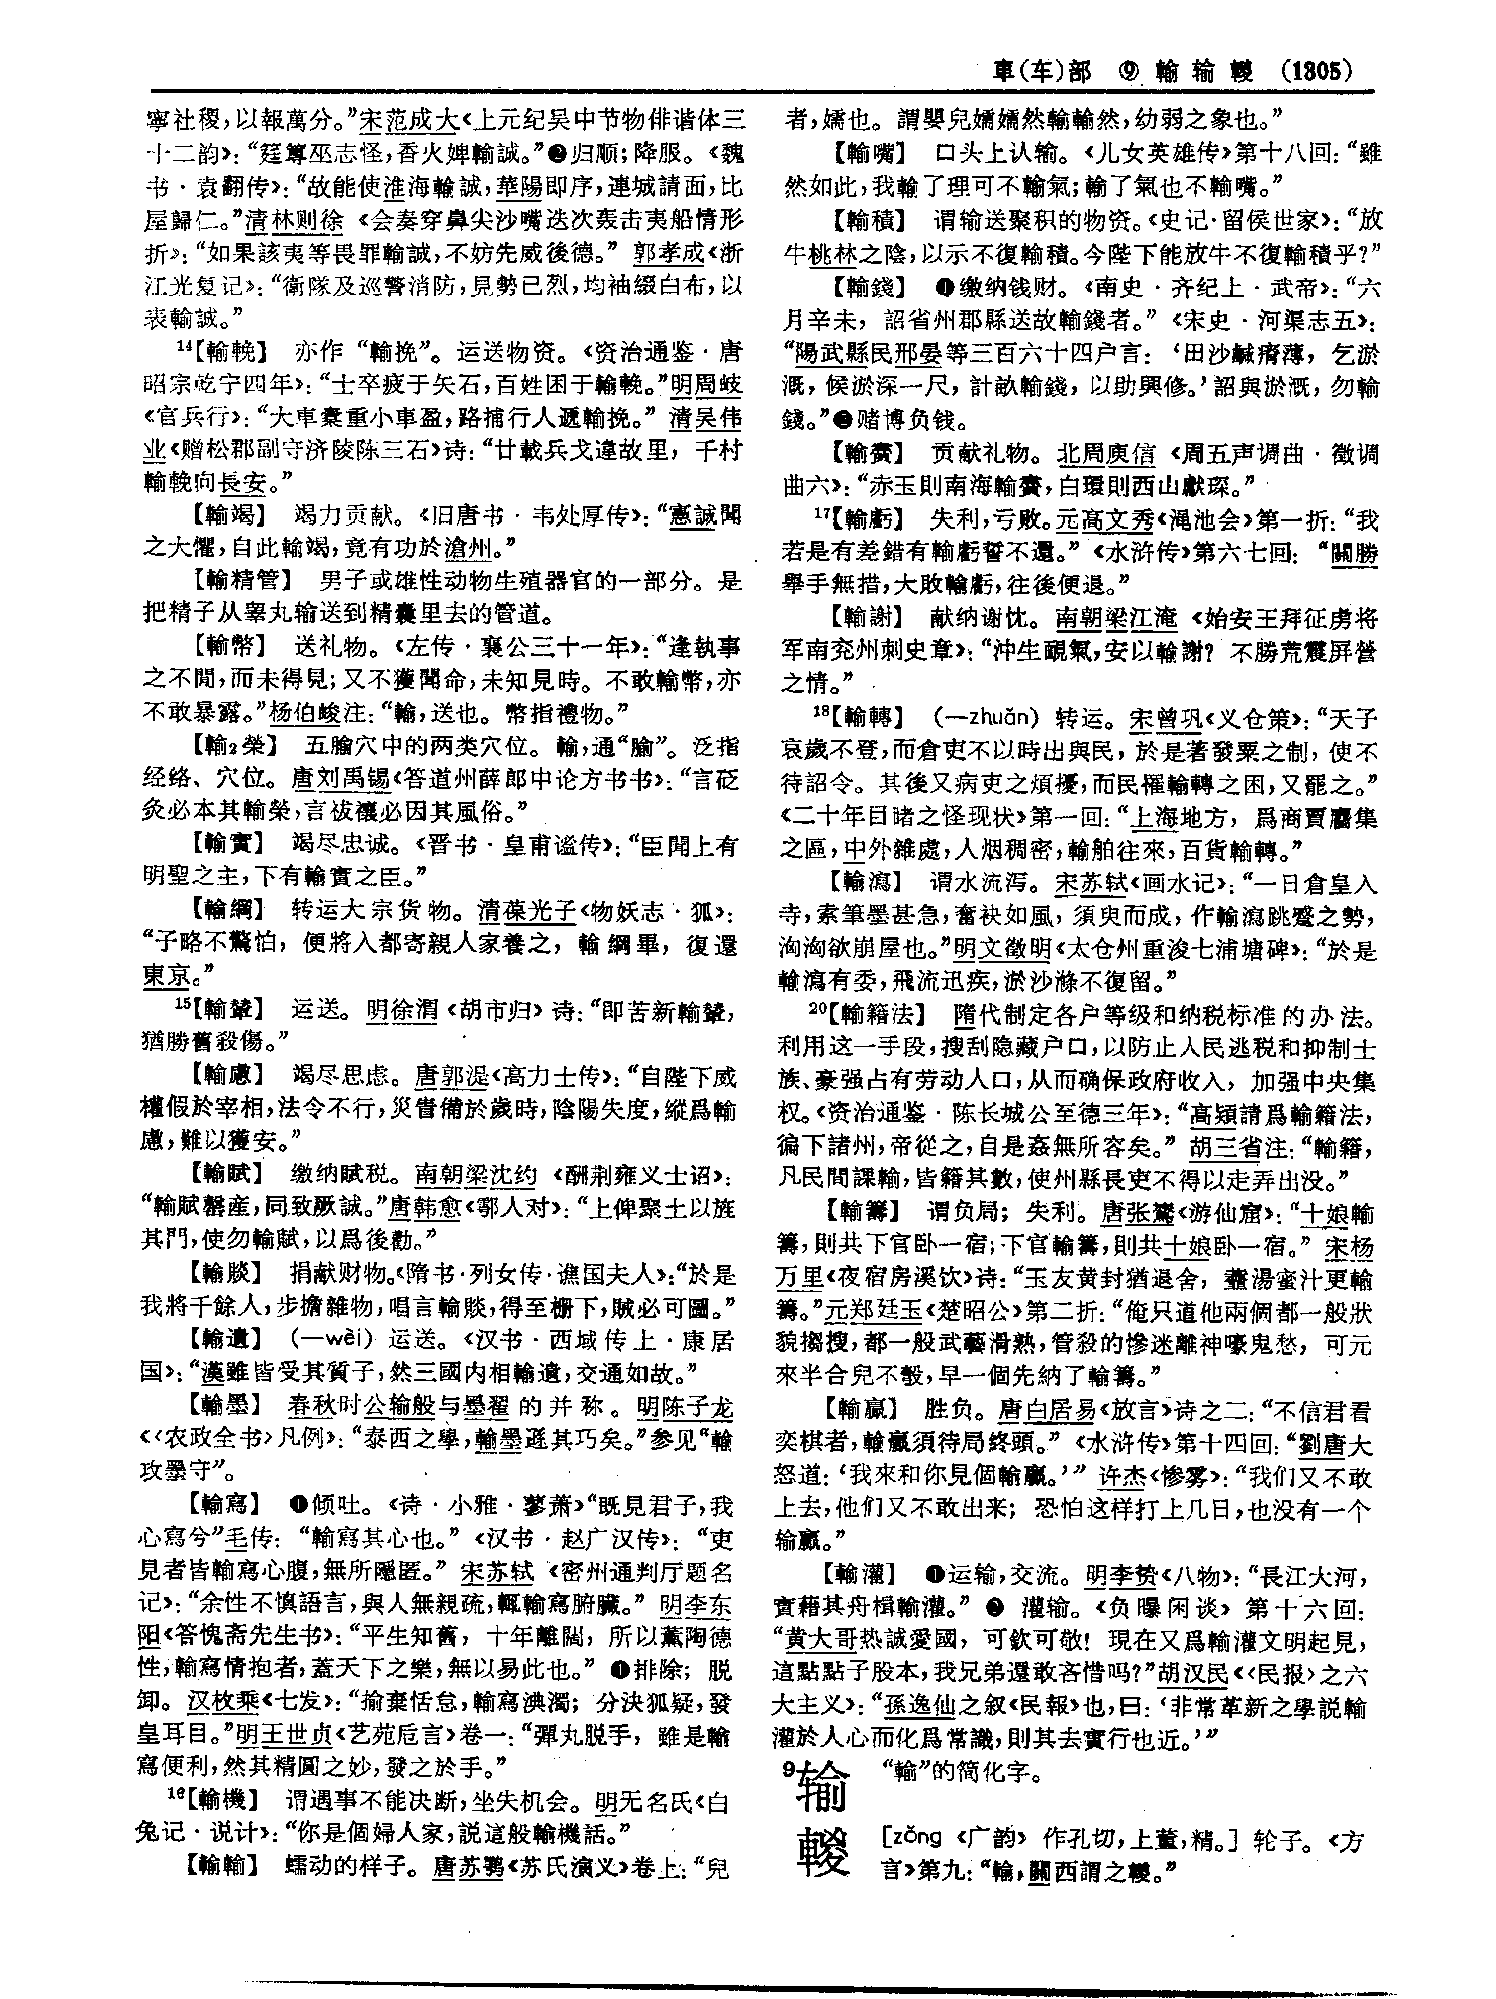 車(车)部 ⑨ 輸 输 輚 (1305)
寧社稷，以報萬分。”宋范成大《上元纪吴中节物俳谐体三
十二韵》：“筳篿巫志怪，香火婢輸誠。”❷归顺；降服。《魏
书·袁翻传》：“故能使淮海輸誠，華陽即序，連城請面，比
屋歸仁。”清林则徐《会奏穿鼻尖沙嘴迭次轰击夷船情形
折》：“如果該夷等畏罪輸誠，不妨先威後德。” 郭孝成《浙
江光复记》：“衛隊及巡警消防，見勢已烈，均袖綴白布，以
表輸誠。”
14【輸輓】 亦作“輸挽”。运送物资。《资治通鉴·唐
昭宗乾宁四年》：“士卒疲于矢石，百姓困于輸輓。”明周岐
《官兵行》：“大車橐重小車盈，路捕行人遞輸挽。” 清吴伟
业《赠松郡副守济陵陈三石》诗：“廿載兵戈違故里，千村
輸輓向長安。”
【輸竭】 竭力贡献。《旧唐书·韦处厚传》：“憲誠聞
之大懼，自此輸竭，竟有功於滄州。”
【輸精管】 男子或雄性动物生殖器官的一部分。是
把精子从睾丸输送到精囊里去的管道。
【輸幣】 送礼物。《左传·襄公三十一年》：“逢執事
之不閒，而未得見；又不獲聞命，未知見時。不敢輸幣，亦
不敢暴露。”杨伯峻注：“輸，送也。幣指禮物。”
【輸2榮】 五腧穴中的两类穴位。輸，通“腧”。泛指
经络、穴位。唐刘禹锡《答道州薛郎中论方书书》：“言砭
灸必本其輸榮，言祓禳必因其風俗。”
【輸實】 竭尽忠诚。《晋书·皇甫谧传》：“臣聞上有
明聖之主，下有輸實之臣。”
【輸綱】 转运大宗货物。清葆光子《物妖志·狐》：
“子略不驚怕，便將入都寄親人家養之，輸綱畢，復還
東京。”
15【輸輦】 运送。明徐渭《胡市归》诗：“即苦新輸輦，
猶勝舊殺傷。”
【輸慮】 竭尽思虑。唐郭湜《高力士传》：“自陛下威
權假於宰相，法令不行，災眚備於歲時，陰陽失度，縱爲輸
慮，難以獲安。”
【輸賦】 缴纳赋税。南朝梁沈约《酬荆雍义士诏》：
“輸賦罄産，同致厥誠。”唐韩愈《鄠人对》：“上俾聚土以旌
其門，使勿輸賦，以爲後勸。”
【輸賧】 捐献财物。《隋书·列女传·谯国夫人》：“於是
我將千餘人，步擔雜物，唱言輸賧，得至栅下，賊必可圖。”
【輸遺】 (—wèi) 运送。《汉书·西域传上·康居
国》：“漢雖皆受其質子，然三國内相輸遺，交通如故。”
【輸墨】 春秋时公输般与墨翟的并称。明陈子龙
《〈农政全书〉凡例》：“泰西之學，輸墨遜其巧矣。”参见“輸
攻墨守”。
【輸寫】 ❶倾吐。《诗·小雅·蓼萧》“既見君子，我
心寫兮”毛传：“輸寫其心也。”《汉书·赵广汉传》：“吏
見者皆輸寫心腹，無所隱匿。” 宋苏轼《密州通判厅题名
记》：“余性不慎語言，與人無親疏，輒輸寫腑臟。” 明李东
阳《答愧斋先生书》：“平生知舊，十年離闊，所以薰陶德
性，輸寫情抱者，蓋天下之樂，無以易此也。” ❶排除；脱
卸。汉枚乘《七发》：“揄棄恬怠，輸寫淟濁；分決狐疑，發
皇耳目。”明王世贞《艺苑卮言》卷一：“彈丸脱手，雖是輸
寫便利，然其精圓之妙，發之於手。”
16【輸機】 谓遇事不能决断，坐失机会。明无名氏《白
兔记·说计》：“你是個婦人家，説這般輸機話。”
【輸輸】 蠕动的样子。唐苏鹗《苏氏演义》卷上：“兒
者，嬬也。謂嬰兒嬬嬬然輸輸然，幼弱之象也。”
【輸嘴】 口头上认输。《儿女英雄传》第十八回：“雖
然如此，我輸了理可不輸氣；輸了氣也不輸嘴。”
【輸積】 谓输送聚积的物资。《史记·留侯世家》：“放
牛桃林之陰，以示不復輸積。今陛下能放牛不復輸積乎？”
【輸錢】 ❶缴纳钱财。《南史·齐纪上·武帝》：“六
月辛未，詔省州郡縣送故輸錢者。”《宋史·河渠志五》：
“陽武縣民邢晏等三百六十四户言：‘田沙鹹瘠薄，乞淤
溉，候淤深一尺，計畝輸錢，以助興修。’詔與淤溉，勿輸
錢。”❷赌博负钱。
【輸賮】 贡献礼物。北周庾信《周五声调曲·徵调
曲六》：“赤玉則南海輸賮，白環則西山獻琛。”
17【輸虧】 失利，亏败。元高文秀《渑池会》第一折：“我
若是有差錯有輸虧誓不還。”《水浒传》第六七回：“關勝
舉手無措，大敗輸虧，往後便退。”
【輸謝】 献纳谢忱。南朝梁江淹《始安王拜征虏将
军南兖州刺史章》：“沖生覼氣，安以輸謝？不勝荒震屏營
之情。”
18【輸轉】 (—zhuǎn) 转运。宋曾巩《义仓策》：“天子
哀歲不登，而倉吏不以時出與民，於是著發粟之制，使不
待詔令。其後又病吏之煩擾，而民罹輸轉之困，又罷之。”
《二十年目睹之怪现状》第一回：“上海地方，爲商賈麕集
之區，中外雜處，人烟稠密，輸舶往來，百貨輸轉。”
【輸瀉】 谓水流泻。宋苏轼《画水记》：“一日倉皇入
寺，索筆墨甚急，奮袂如風，須臾而成，作輸瀉跳蹙之勢，
洶洶欲崩屋也。”明文徵明《太仓州重浚七浦塘碑》：“於是
輸瀉有委，飛流迅疾，淤沙滌不復留。”
20【輸籍法】 隋代制定各户等级和纳税标准的办法。
利用这一手段，搜刮隐藏户口，以防止人民逃税和抑制士
族、豪强占有劳动人口，从而确保政府收入，加强中央集
权。《资治通鉴·陈长城公至德三年》：“高熲請爲輸籍法，
徧下諸州，帝從之，自是姦無所容矣。” 胡三省注：“輸籍，
凡民間課輸，皆籍其數，使州縣長吏不得以走弄出没。”
【輸籌】 谓负局；失利。唐张鷟《游仙窟》：“十娘輸
籌，則共下官卧一宿；下官輸籌，則共十娘卧一宿。” 宋杨
万里《夜宿房溪饮》诗：“玉友黄封猶退舍，虀湯蜜汁更輸
籌。”元郑廷玉《楚昭公》第二折：“俺只道他兩個都一般狀
貌搊搜，都一般武藝滑熟，管殺的慘迷離神嚎鬼愁，可元
來半合兒不彀，早一個先納了輸籌。”
【輸贏】 胜负。唐白居易《放言》诗之二：“不信君看
奕棋者，輸贏須待局終頭。”《水浒传》第十四回：“劉唐大
怒道：‘我來和你見個輸贏。’” 许杰《惨雾》：“我们又不敢
上去，他们又不敢出来；恐怕这样打上几日，也没有一个
输赢。”
【輸灌】 ❶运输，交流。明李贽《八物》：“長江大河，
實藉其舟楫輸灌。” ❷ 灌输。《负曝闲谈》第十六回：
“黄大哥热誠愛國，可欽可敬！現在又爲輸灌文明起見，
這點點子股本，我兄弟還敢吝惜吗？”胡汉民《〈民报〉之六
大主义》：“孫逸仙之叙《民報》也，曰：‘非常革新之學説輸
灌於人心而化爲常識，則其去實行也近。’”
9输 “輸”的简化字。
輚 [zǒng 《广韵》 作孔切，上董，精。] 轮子。《方
言》第九：“輪，關西謂之輚。”